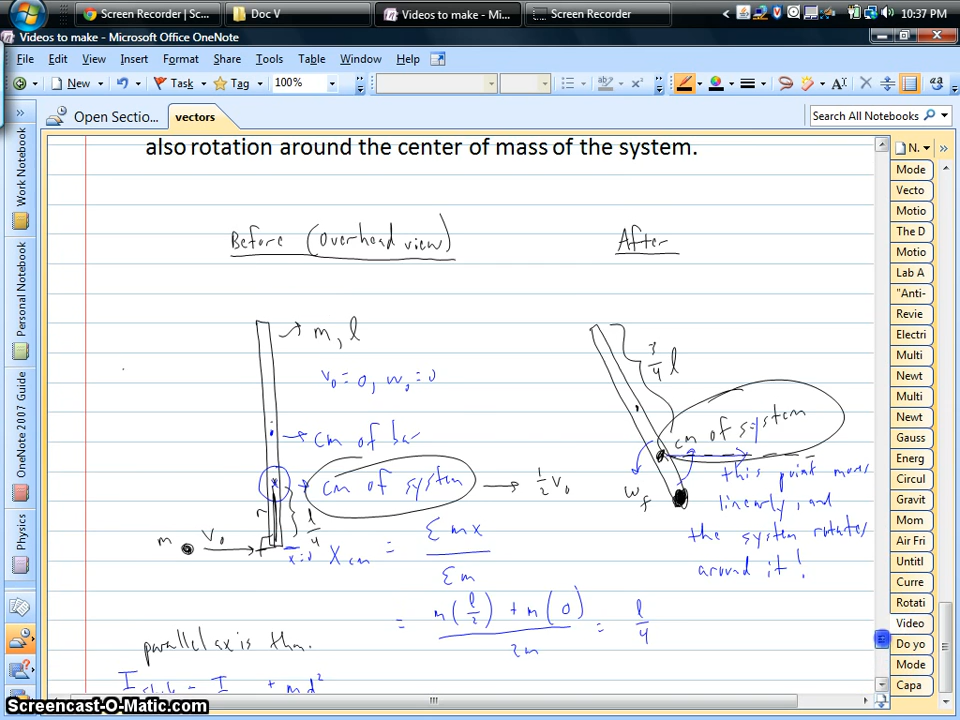 Screen Recorder | Sc...
Doc V
Videos to make - Mi...
Screen Recorder
10:37 PM
Videos to make - Microsoft Office OneNote
File Edit View Insert Format Share Tools Table Window Help
New Task Tag 100%
Open Sectio... vectors
Search All Notebooks
N.
Work Notebook
Personal Notebook
OneNote 2007 Guide
Physics
Mode
Vecto
Motio
The D
Motio
Lab A
"Anti-
Revie
Electri
Multi
Newt
Multi
Newt
Gauss
Energ
Circui
Gravit
Mom
Air Fri
Untitl
Curre
Rotati
Video
Do yo
Mode
Capa
also rotation around the center of mass of the system.
Before (overhead view)
After
m, l
v₀ = 0, w₀ = 0
cm of ba
cm of system → ½ v₀
r
l/4
m
v₀
x=0
Xcm = Σmx / Σm
= m(l/2) + m(0) / 2m = l/4
3/4 l
cm of system
w f
this point moves
linearly, and
the system rotates
around it!
parallel axis thm.
Screencast-O-Matic.com